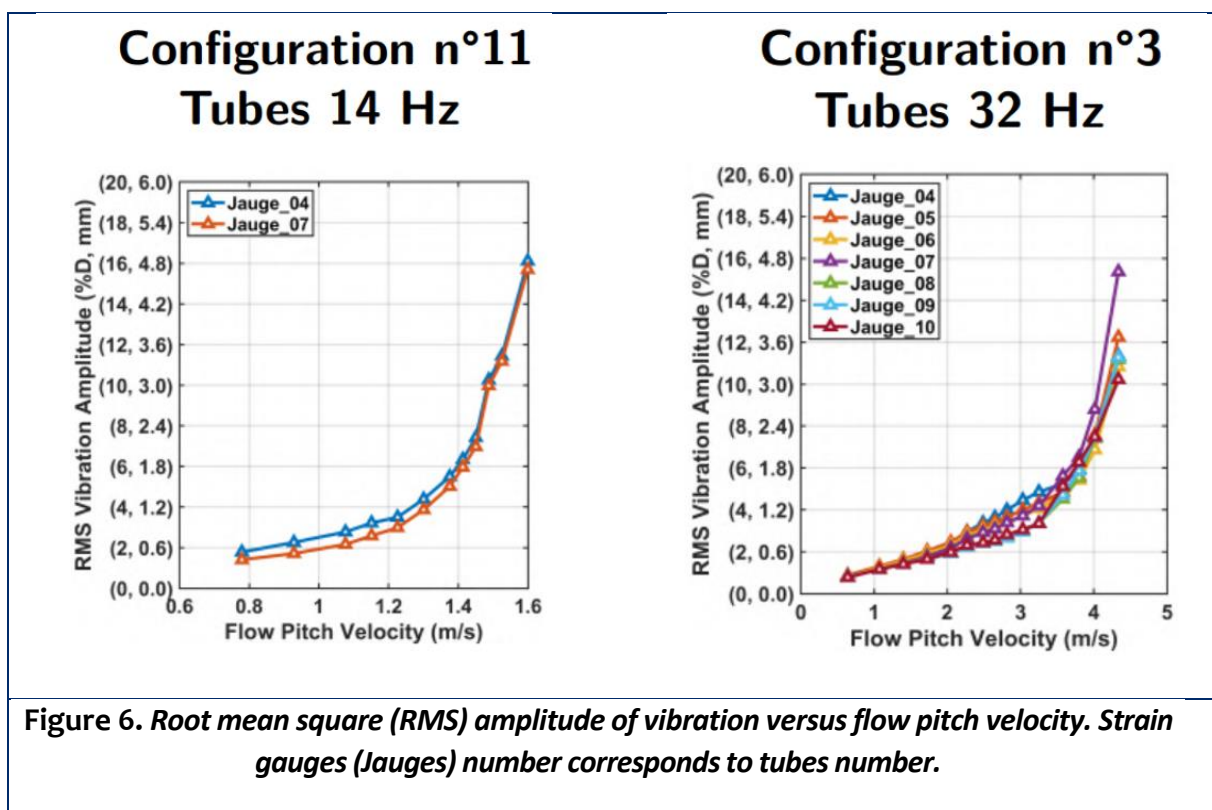 Configuration n°11
Tubes 14 Hz
RMS Vibration Amplitude (%D, mm)
(20, 6.0)
(18, 5.4)
(16, 4.8)
(14, 4.2)
(12, 3.6)
(10, 3.0)
(8, 2.4)
(6, 1.8)
(4, 1.2)
(2, 0.6)
(0, 0.0)
Jauge_04
Jauge_07
0.6 0.8 1 1.2 1.4 1.6
Flow Pitch Velocity (m/s)
Configuration n°3
Tubes 32 Hz
RMS Vibration Amplitude (%D, mm)
(20, 6.0)
(18, 5.4)
(16, 4.8)
(14, 4.2)
(12, 3.6)
(10, 3.0)
(8, 2.4)
(6, 1.8)
(4, 1.2)
(2, 0.6)
(0, 0.0)
Jauge_04
Jauge_05
Jauge_06
Jauge_07
Jauge_08
Jauge_09
Jauge_10
0 1 2 3 4 5
Flow Pitch Velocity (m/s)
Figure 6. Root mean square (RMS) amplitude of vibration versus flow pitch velocity. Strain
gauges (Jauges) number corresponds to tubes number.